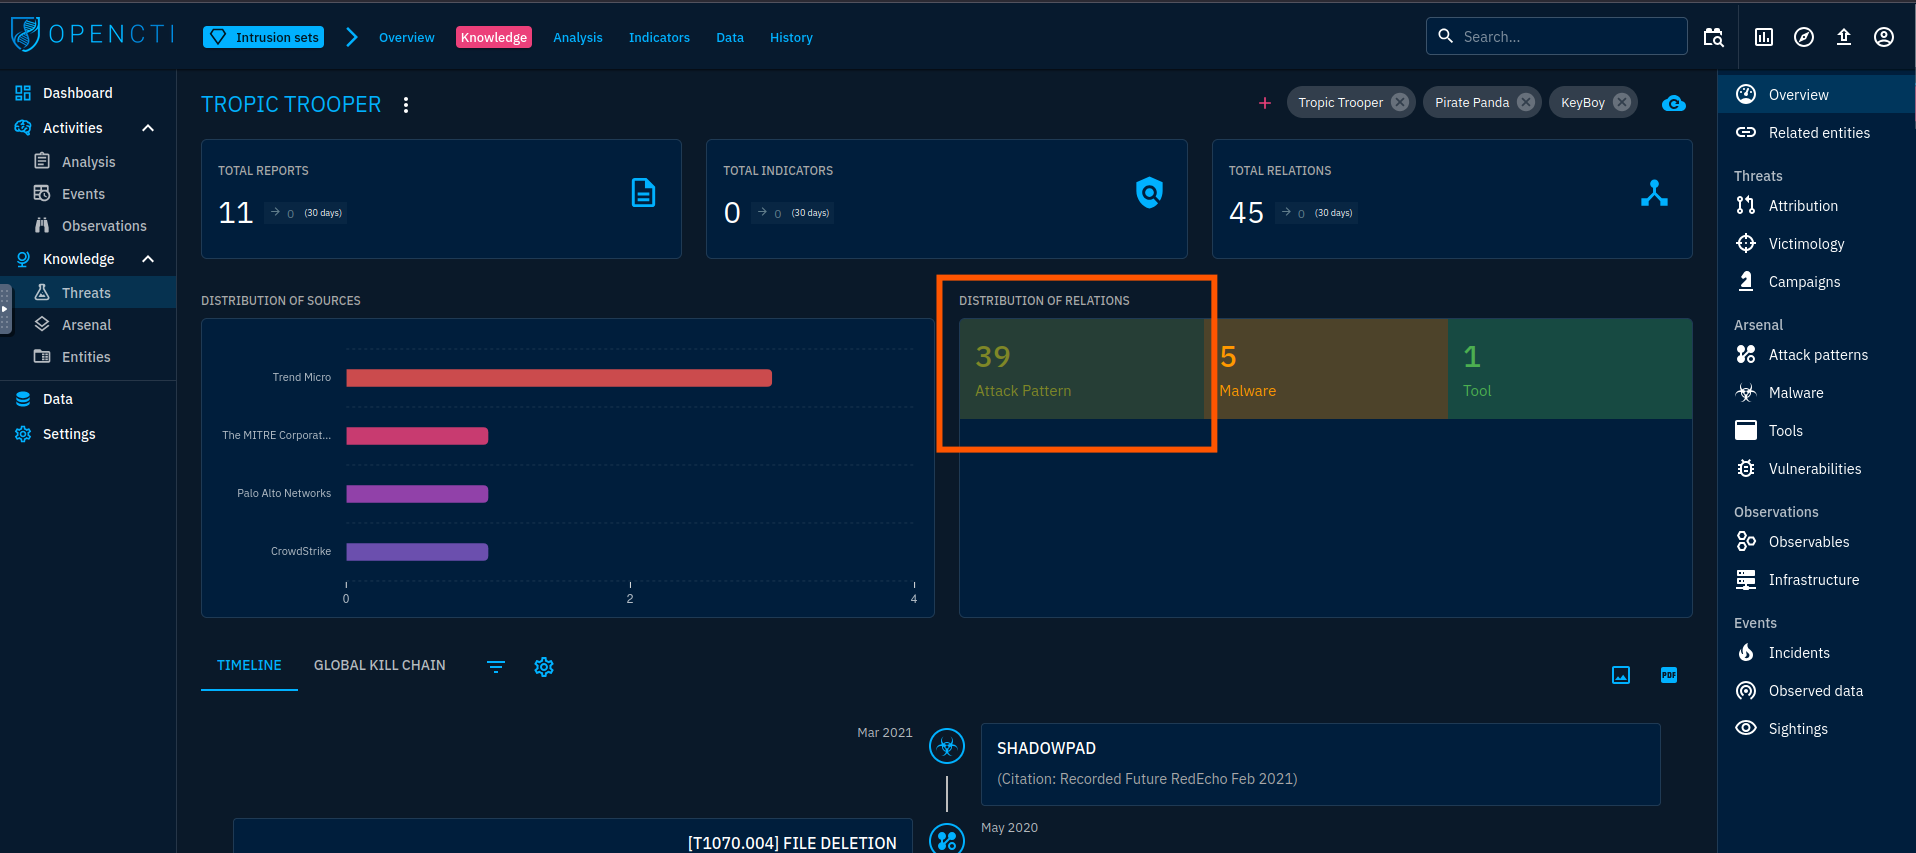 OPENCTI
Intrusion sets
Overview
Knowledge
Analysis
Indicators
Data
History
Search...
Dashboard
Activities
Analysis
Events
Observations
Knowledge
Threats
Arsenal
Entities
Data
Settings
TROPIC TROOPER
Tropic Trooper
Pirate Panda
KeyBoy
TOTAL REPORTS
11
0
(30 days)
TOTAL INDICATORS
0
0
(30 days)
TOTAL RELATIONS
45
0
(30 days)
DISTRIBUTION OF SOURCES
Trend Micro
The MITRE Corporat...
Palo Alto Networks
CrowdStrike
0
2
4
DISTRIBUTION OF RELATIONS
39
Attack Pattern
5
Malware
1
Tool
TIMELINE
GLOBAL KILL CHAIN
PDF
Mar 2021
SHADOWPAD
(Citation: Recorded Future RedEcho Feb 2021)
May 2020
[T1070.004] FILE DELETION
Overview
Related entities
Threats
Attribution
Victimology
Campaigns
Arsenal
Attack patterns
Malware
Tools
Vulnerabilities
Observations
Observables
Infrastructure
Events
Incidents
Observed data
Sightings